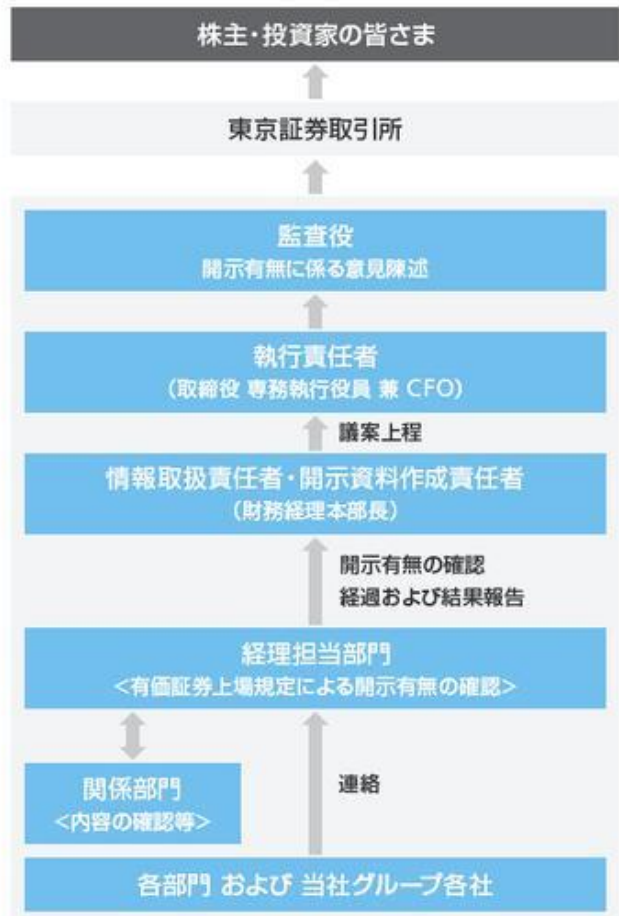 株主・投資家の皆さま
東京証券取引所
監査役
開示有無に係る意見陳述
執行責任者
（取締役 専務執行役員 兼 CFO）
議案上程
情報取扱責任者・開示資料作成責任者
（財務経理本部長）
開示有無の確認
経過および結果報告
経理担当部門
＜有価証券上場規定による開示有無の確認＞
関係部門
＜内容の確認等＞
連絡
各部門 および 当社グループ各社